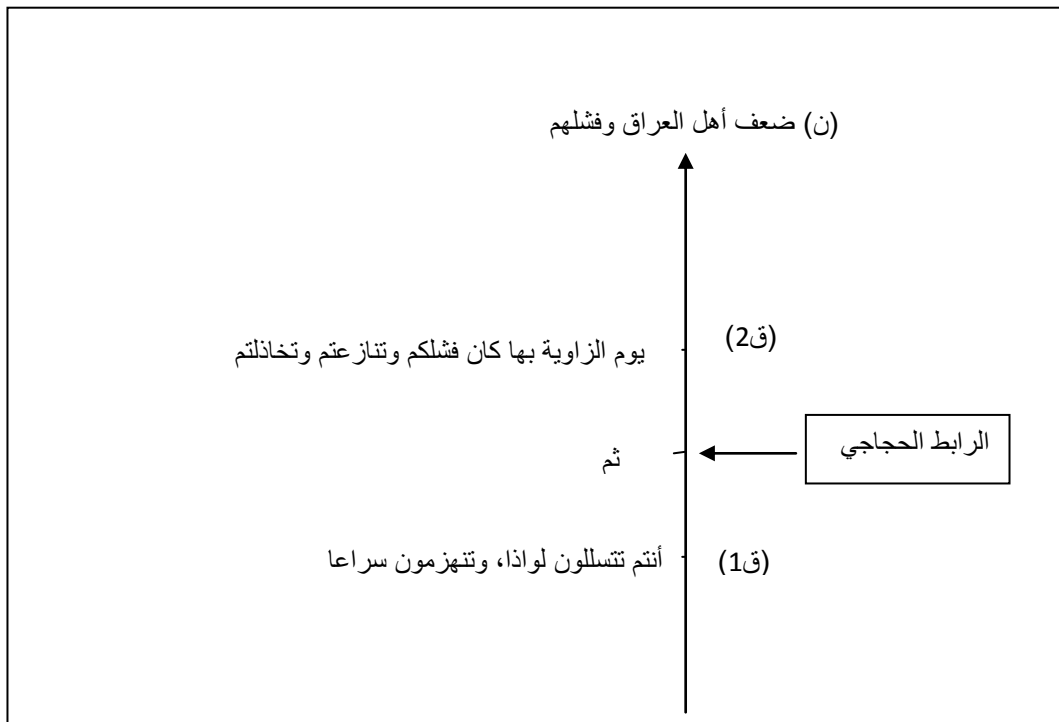 (ن) ضعف أهل العراق وفشلهم
(ق2)
يوم الزاوية بها كان فشلكم وتنازعتم وتخاذلتم
الرابط الحجاجي
ثم
(ق1)
أنتم تتسللون لواذا، وتنهزمون سراعا